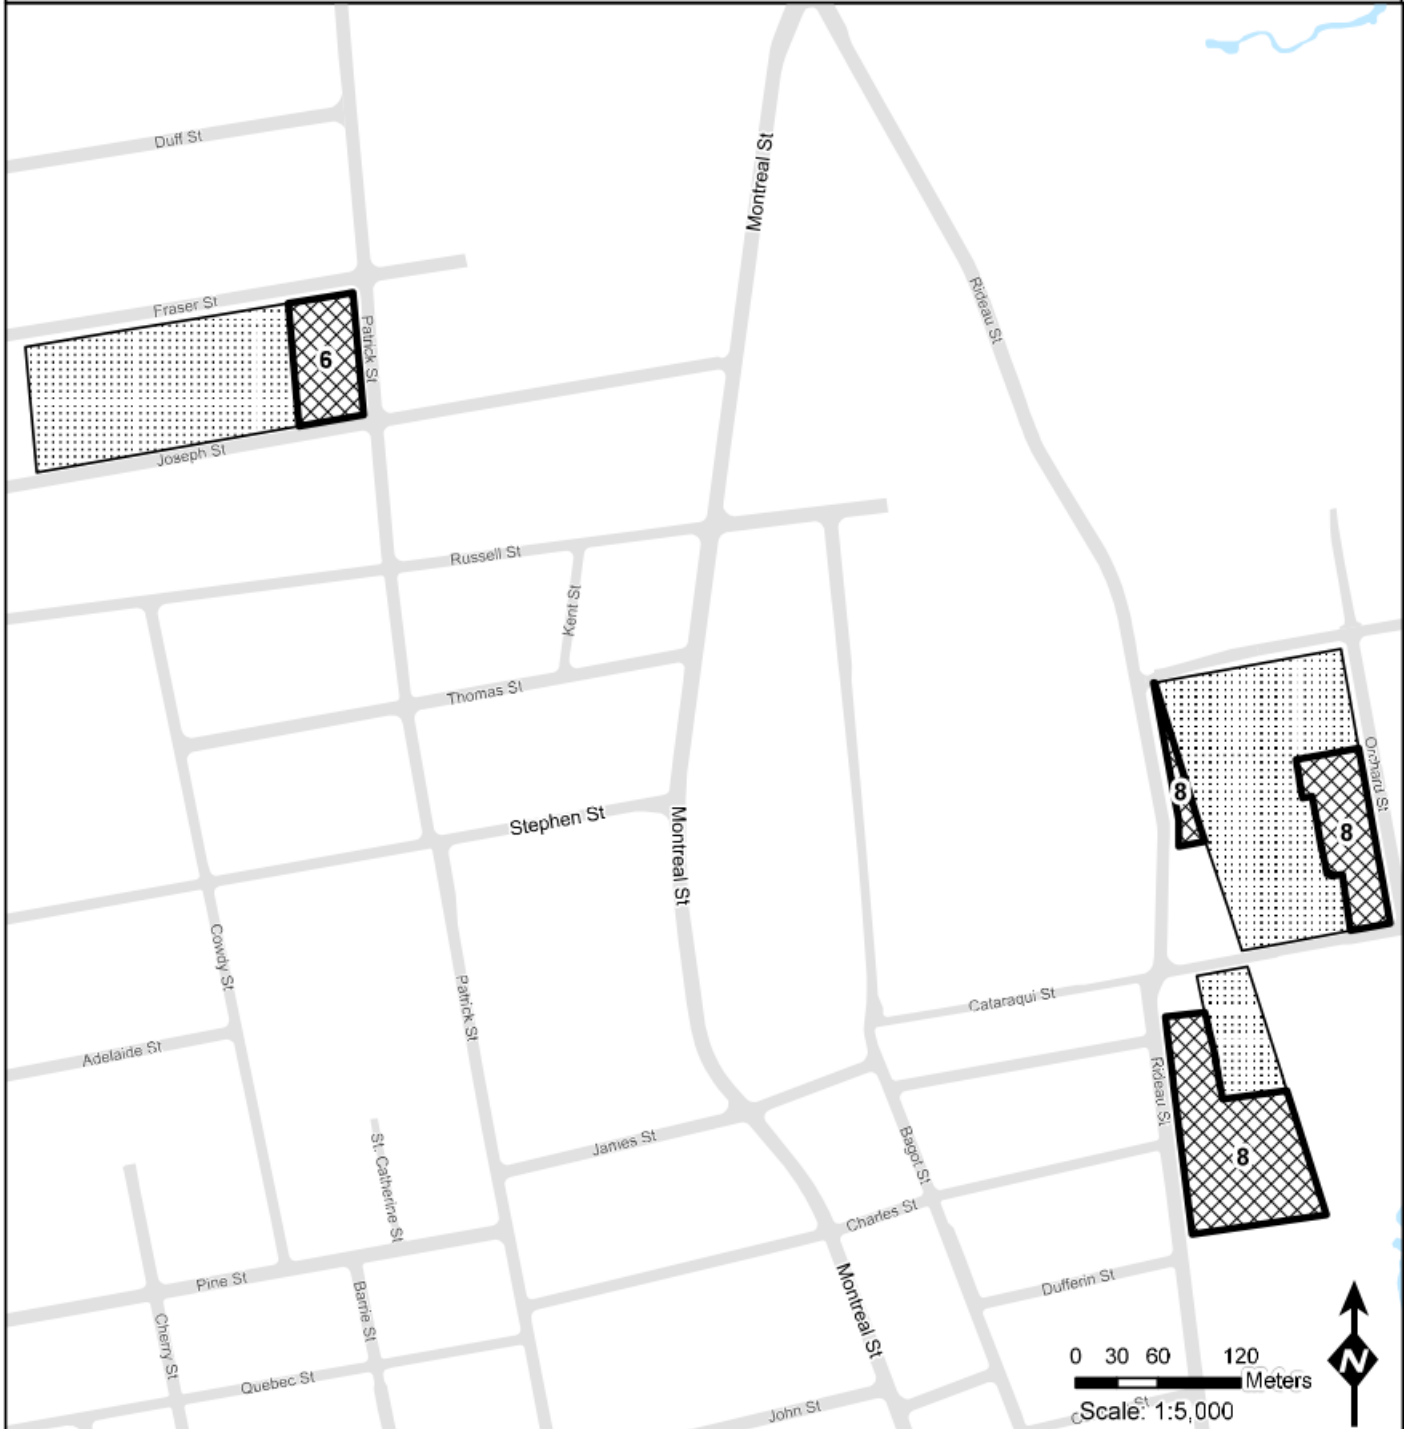 Duff St
Montreal St
Rideau St
Fraser St
Patrick St
6
Joseph St
Russell St
Kent St
Thomas St
Orchard St
8
8
Stephen St
Montreal St
Cowdy St
Patrick St
Cataraqui St
Adelaide St
Rideau St
James St
Bagot St
St. Catherine St
8
Charles St
Pine St
Dufferin St
Barrie St
Montreal St
Cherry St
Quebec St
John St
0 30 60 120
Meters
Scale: 1:5,000
N